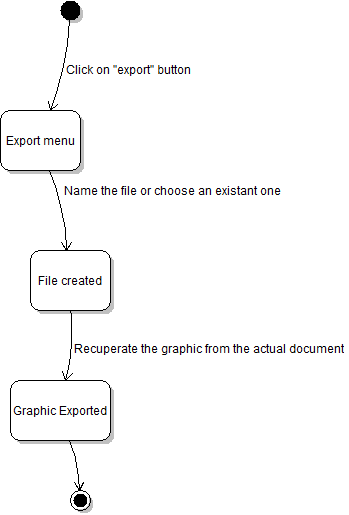 Click on "export" button
Export menu
Name the file or choose an existant one
File created
Recuperate the graphic from the actual document
Graphic Exported